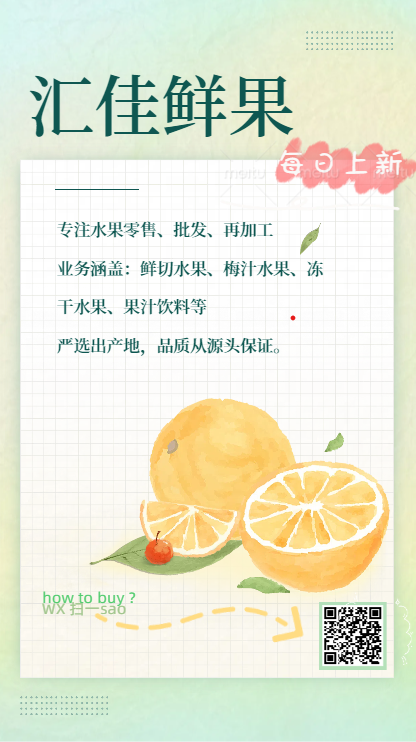 汇佳鲜果
每日上新
专注水果零售、批发、再加工
业务涵盖：鲜切水果、梅汁水果、冻
干水果、果汁饮料等
严选出产地，品质从源头保证。
how to buy ?
WX 扫一sao